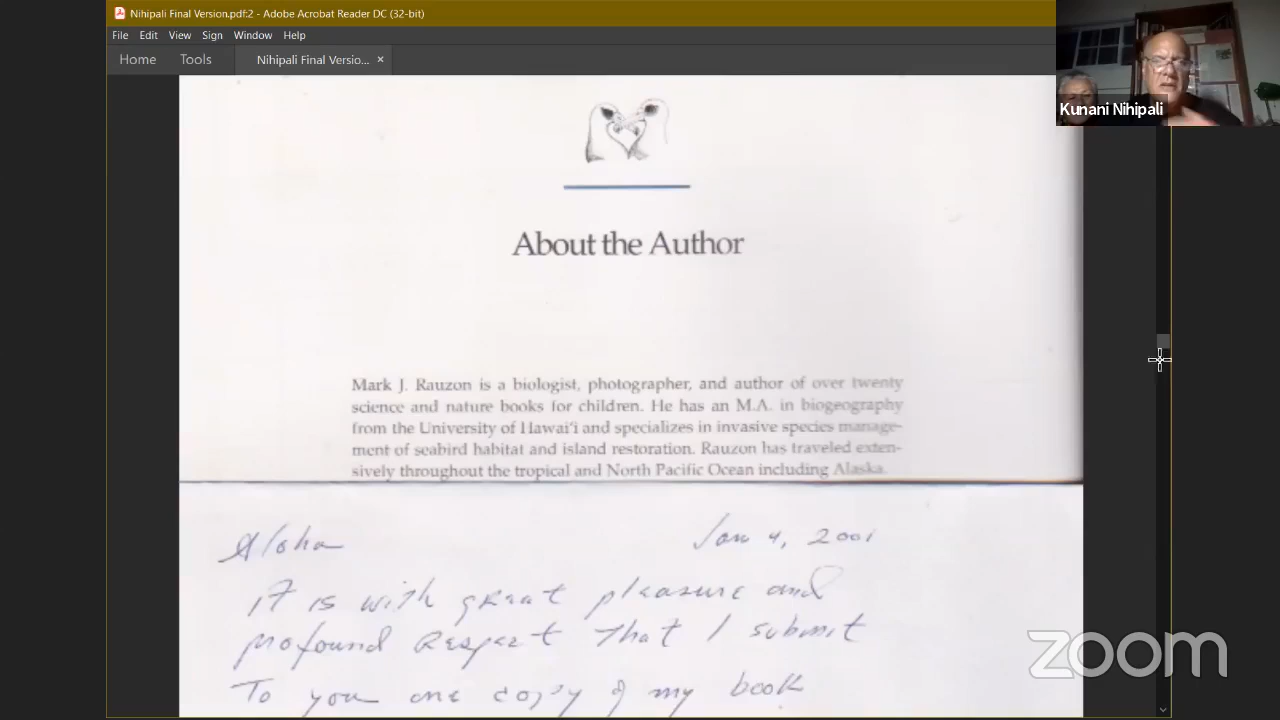 Nihipali Final Version.pdf:2 - Adobe Acrobat Reader DC (32-bit)
File Edit View Sign Window Help
Home Tools Nihipali Final Versio... ×
Kunani Nihipali
About the Author
Mark J. Rauzon is a biologist, photographer, and author of over twenty
science and nature books for children. He has an M.A. in biogeography
from the University of Hawai'i and specializes in invasive species manage-
ment of seabird habitat and island restoration. Rauzon has traveled exten-
sively throughout the tropical and North Pacific Ocean including Alaska.
Aloha Jan 4, 2001
it is with great pleasure and
profound Respect that I submit
To you one copy of my book
zoom